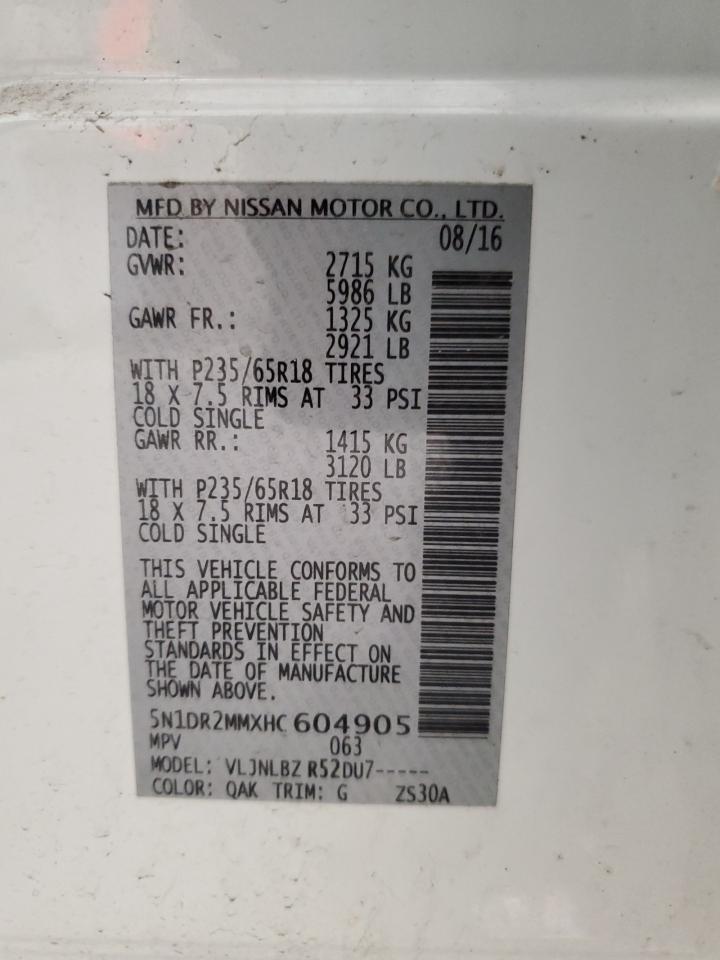 MFD BY NISSAN MOTOR CO., LTD.
DATE: 08/16
GVWR: 2715 KG
5986 LB
GAWR FR.: 1325 KG
2921 LB
WITH P235/65R18 TIRES
18 X 7.5 RIMS AT 33 PSI
COLD SINGLE
GAWR RR.: 1415 KG
3120 LB
WITH P235/65R18 TIRES
18 X 7.5 RIMS AT 33 PSI
COLD SINGLE
THIS VEHICLE CONFORMS TO
ALL APPLICABLE FEDERAL
MOTOR VEHICLE SAFETY AND
THEFT PREVENTION
STANDARDS IN EFFECT ON
THE DATE OF MANUFACTURE
SHOWN ABOVE.
5N1DR2MMXHC 604905
MPV 063
MODEL: VLJNLBZ R52DU7-----
COLOR: QAK TRIM: G ZS30A